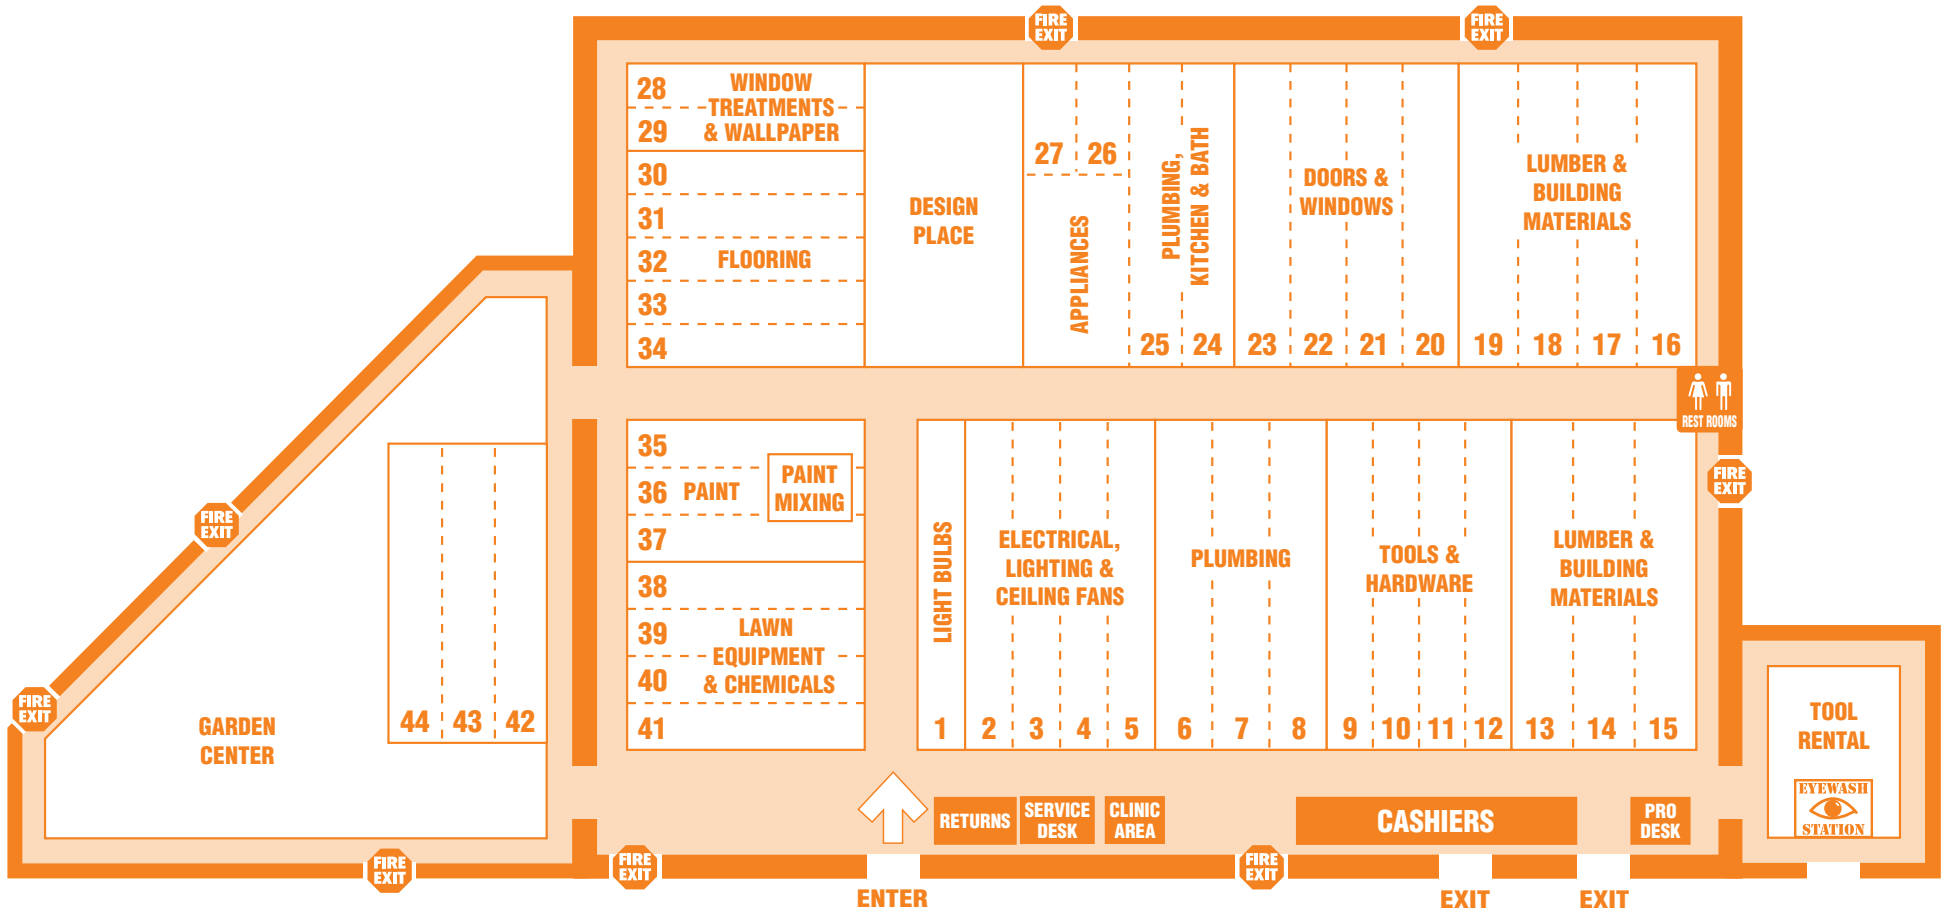 FIRE
EXIT
FIRE
EXIT
28
WINDOW
TREATMENTS
29
& WALLPAPER
30
31
32
FLOORING
33
34
DESIGN
PLACE
27
26
APPLIANCES
PLUMBING,
KITCHEN & BATH
25
24
DOORS &
WINDOWS
23
22
21
20
LUMBER &
BUILDING
MATERIALS
19
18
17
16
REST ROOMS
FIRE
EXIT
35
36
PAINT
PAINT
MIXING
37
38
39
LAWN
EQUIPMENT
40
& CHEMICALS
41
LIGHT BULBS
1
ELECTRICAL,
LIGHTING &
CEILING FANS
2
3
4
5
PLUMBING
6
7
8
TOOLS &
HARDWARE
9
10
11
12
LUMBER &
BUILDING
MATERIALS
13
14
15
FIRE
EXIT
FIRE
EXIT
GARDEN
CENTER
44
43
42
TOOL
RENTAL
EYEWASH
STATION
RETURNS
SERVICE
DESK
CLINIC
AREA
CASHIERS
PRO
DESK
FIRE
EXIT
FIRE
EXIT
FIRE
EXIT
ENTER
EXIT
EXIT